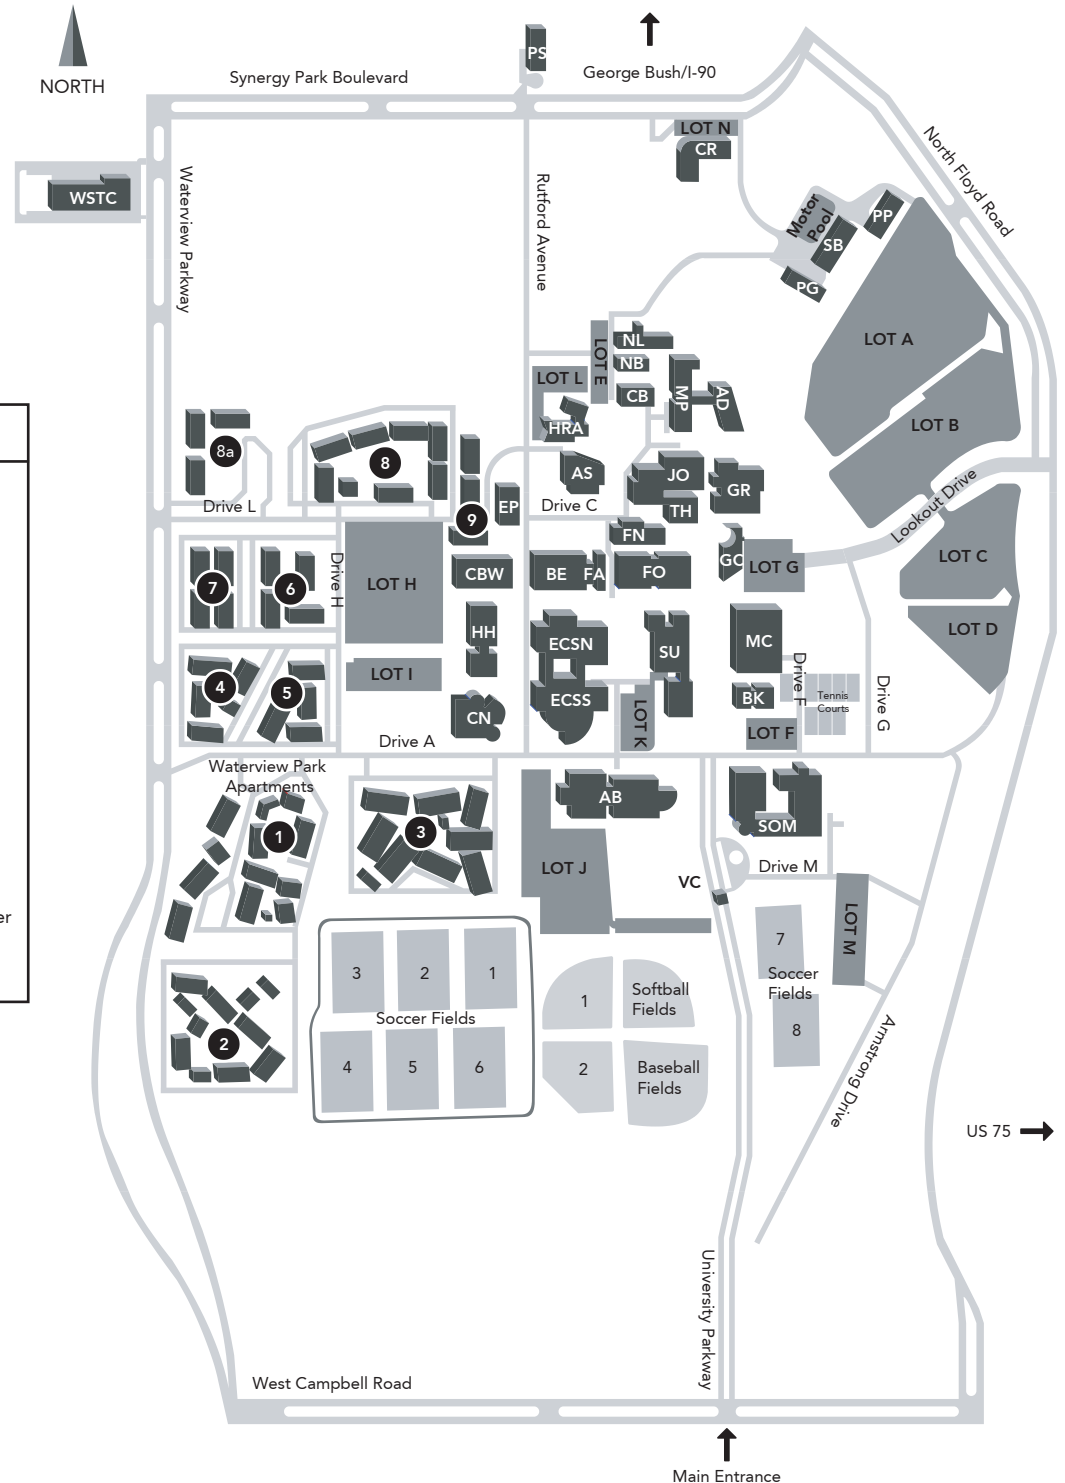 PS
George Bush/I-90
NORTH
Synergy Park Boulevard
LOT N
CR
North Floyd Road
WSTC
Waterview Parkway
Rutford Avenue
Motor
Pool
PP
SB
PG
LOT A
LOT E
NL
NB
LOT L
CB
MP
AD
HRA
LOT B
8a
8
AS
JO
GR
Drive L
9
EP
Drive C
TH
Lookout Drive
FN
7
6
Drive H
LOT H
CBW
BE
FA
FO
GC
LOT G
LOT C
HH
ECSN
SU
MC
LOT D
4
5
LOT I
ECSS
BK
Drive F
Tennis
Courts
Drive G
CN
LOT K
LOT F
Drive A
Waterview Park
Apartments
AB
SOM
1
3
LOT J
VC
Drive M
LOT M
er
7
Soccer
Fields
8
3
2
1
Soccer Fields
4
5
6
1
Softball
Fields
2
Baseball
Fields
2
Armstrong Drive
US 75
University Parkway
West Campbell Road
Main Entrance